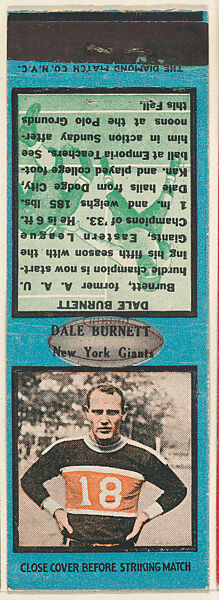 THE DIAMOND MATCH CO. N.Y.C.
DALE BURNETT
Burnett, former A. A. U.
hurdle champion is now start-
ing his fifth season with the
Giants, Eastern League
Champions of '33. He is 6 ft.
1 in. and weighs 185 lbs.
Dale hails from Dodge City,
Kan. and played college foot-
ball at Emporia Teachers. See
him in action Sunday after-
noons at the Polo Grounds
this Fall.
DALE BURNETT
New York Giants
18
CLOSE COVER BEFORE STRIKING MATCH